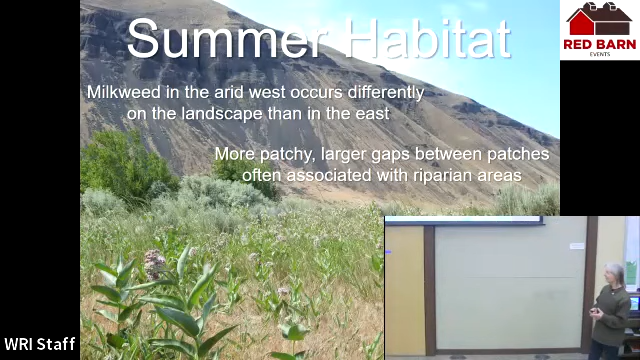 Summer Habitat
RED BARN
EVENTS
Milkweed in the arid west occurs differently
on the landscape than in the east
More patchy, larger gaps between patches
often associated with riparian areas
WRI Staff